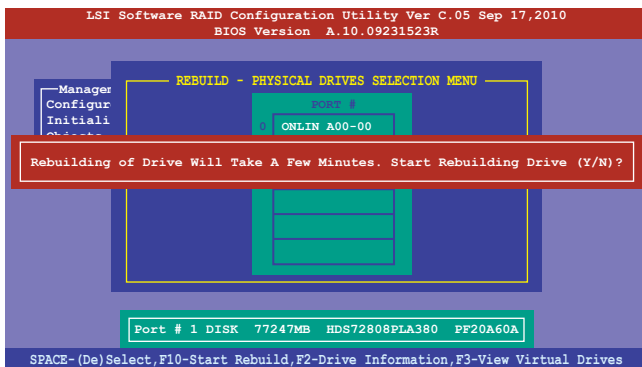 LSI Software RAID Configuration Utility Ver C.05 Sep 17,2010
BIOS Version A.10.09231523R
REBUILD - PHYSICAL DRIVES SELECTION MENU
Managem
Configur
Initiali
Objects
PORT #
0 ONLIN A00-00
Rebuilding of Drive Will Take A Few Minutes. Start Rebuilding Drive (Y/N)?
Port # 1 DISK 77247MB HDS72808PLA380 PF20A60A
SPACE-(De)Select,F10-Start Rebuild,F2-Drive Information,F3-View Virtual Drives